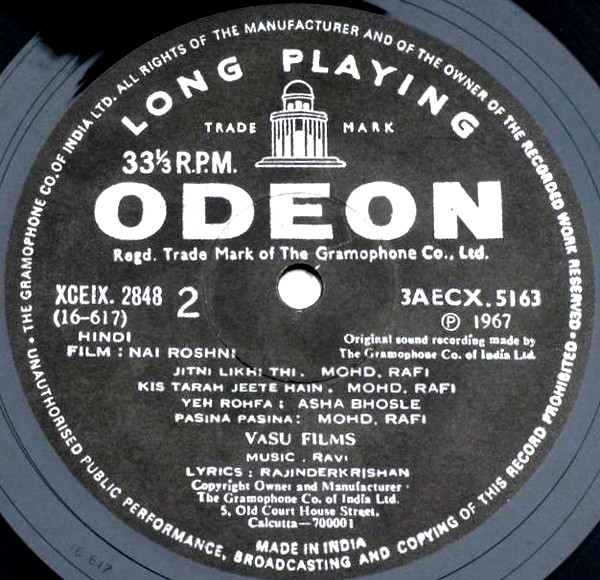 • THE GRAMOPHONE CO. OF INDIA LTD. ALL RIGHTS OF THE MANUFACTURER AND OF THE OWNER OF THE RECORDED WORK RESERVED • UNAUTHORISED PUBLIC PERFORMANCE, BROADCASTING AND COPYING OF THIS RECORD PROHIBITED
LONG PLAYING
TRADE MARK
33⅓ R.P.M.
ODEON
Regd. Trade Mark of The Gramophone Co., Ltd.
XCEIX. 2848 2 3AECX.5163
(16-617) Ⓟ 1967
HINDI Original sound recording made by
FILM : NAI ROSHNI The Gramophone Co. of India Ltd.
JITNI LIKHI THI . MOHD. RAFI
KIS TARAH JEETE HAIN . MOHD. RAFI
YEH ROHFA : ASHA BHOSLE
PASINA PASINA: MOHD. RAFI
VASU FILMS
MUSIC . RAVI
LYRICS : RAJINDERKRISHAN
Copyright Owner and Manufacturer
The Gramophone Co. of India Ltd.
5, Old Court House Street,
Calcutta—700001
MADE IN INDIA
16 617